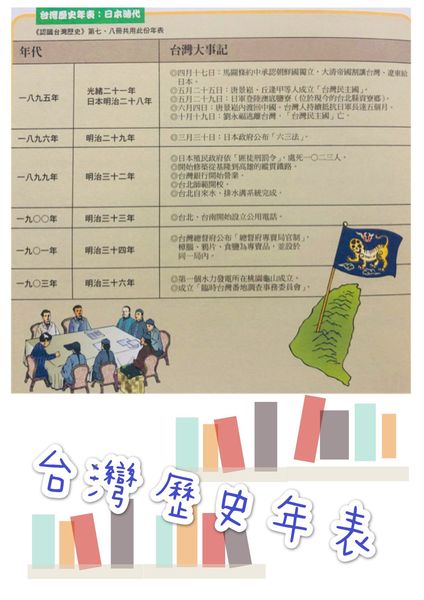 台灣歷史年表：日本時代
《認識台灣歷史》第七、八冊共用此份年表
年代
台灣大事記
一八九五年
光緒二十一年
日本明治二十八年
◎四月十七日：馬關條約中承認朝鮮國獨立，大清帝國割讓台灣、遼東給
日本。
◎五月二十五日：唐景崧、丘逢甲等人成立「台灣民主國」。
◎五月二十九日：日軍登陸澳底鹽寮（位於現今的台北縣貢寮鄉）。
◎六月四日：唐景崧內渡回中國，台灣人持續抵抗日軍長達五個月。
◎十月十九日：劉永福逃離台灣，「台灣民主國」亡。
一八九六年
明治二十九年
◎三月三十日：日本政府公布「六三法」。
一八九九年
明治三十二年
◎日本殖民政府依「匪徒刑罰令」處死一〇二三人。
◎開始修築從基隆到高雄的縱貫鐵路。
◎台灣銀行開始營業。
◎台北師範開校。
◎台北自來水、排水溝系統完成。
一九〇〇年
明治三十三年
◎台北、台南開始設立公用電話。
一九〇一年
明治三十四年
◎台灣總督府公布「總督府專賣局官制」，
樟腦、鴉片、食鹽為專賣品，並設於
同一局內。
一九〇三年
明治三十六年
◎第一個水力發電所在桃園龜山成立。
◎成立「臨時台灣番地調查事務委員會」。
台灣歷史年表